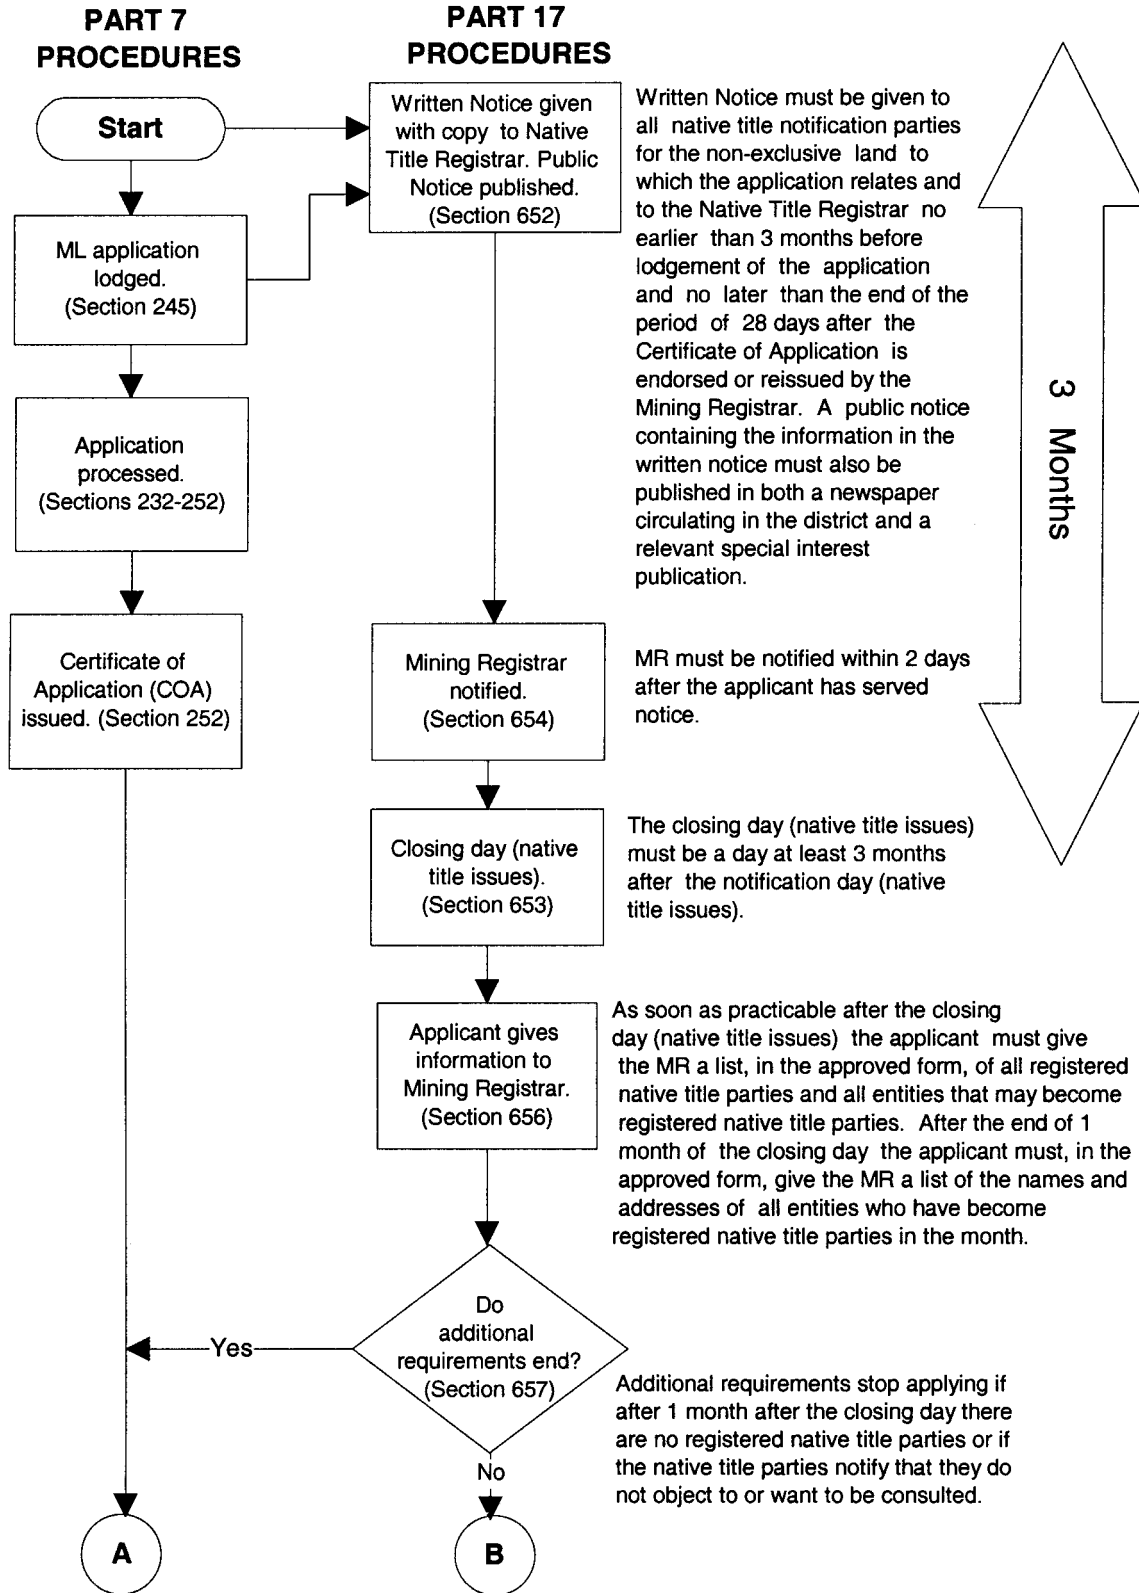 PART 7
PROCEDURES
PART 17
PROCEDURES
Start
Written Notice given
with copy to Native
Title Registrar. Public
Notice published.
(Section 652)
Written Notice must be given to
all native title notification parties
for the non-exclusive land to
which the application relates and
to the Native Title Registrar no
earlier than 3 months before
lodgement of the application
and no later than the end of the
period of 28 days after the
Certificate of Application is
endorsed or reissued by the
Mining Registrar. A public notice
containing the information in the
written notice must also be
published in both a newspaper
circulating in the district and a
relevant special interest
publication.
3 Months
ML application
lodged.
(Section 245)
Application
processed.
(Sections 232-252)
Certificate of
Application (COA)
issued. (Section 252)
Mining Registrar
notified.
(Section 654)
MR must be notified within 2 days
after the applicant has served
notice.
Closing day (native
title issues).
(Section 653)
The closing day (native title issues)
must be a day at least 3 months
after the notification day (native
title issues).
Applicant gives
information to
Mining Registrar.
(Section 656)
As soon as practicable after the closing
day (native title issues) the applicant must give
the MR a list, in the approved form, of all registered
native title parties and all entities that may become
registered native title parties. After the end of 1
month of the closing day the applicant must, in the
approved form, give the MR a list of the names and
addresses of all entities who have become
registered native title parties in the month.
Do
additional
requirements end?
(Section 657)
Yes
Additional requirements stop applying if
after 1 month after the closing day there
are no registered native title parties or if
the native title parties notify that they do
not object to or want to be consulted.
No
A
B